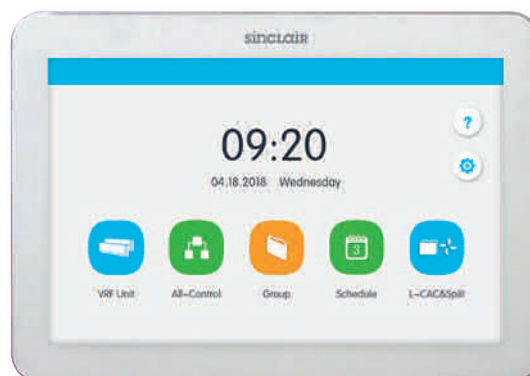 SINCLAIR
?
09:20
04.18.2018 Wednesday
3
VRF Unit All-Control Group Schedule L-CAC&Split